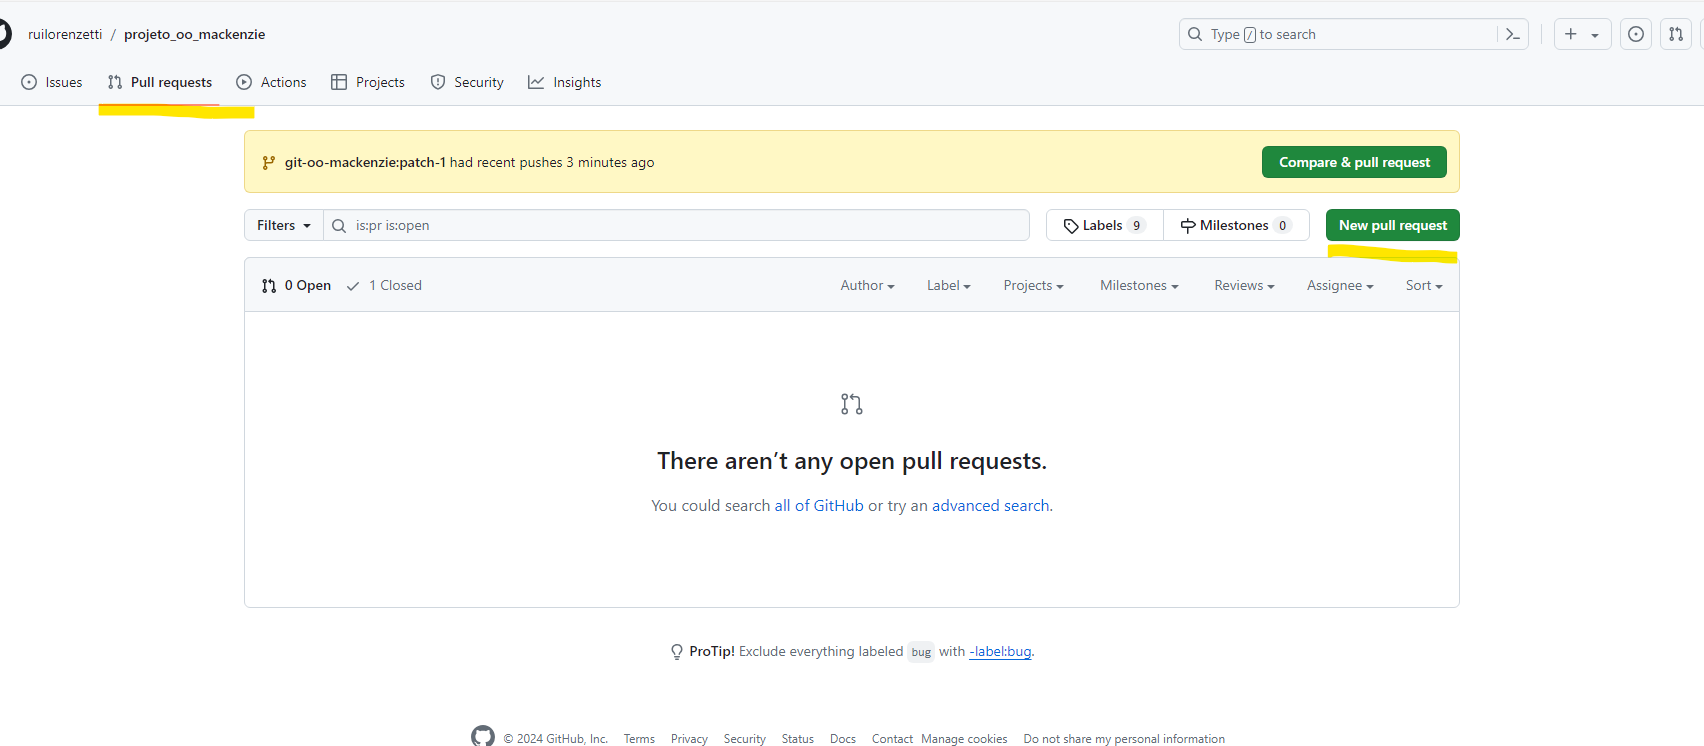 ruilorenzetti / projeto_oo_mackenzie
Type / to search
Issues Pull requests Actions Projects Security Insights
git-oo-mackenzie:patch-1 had recent pushes 3 minutes ago
Compare & pull request
Filters is:pr is:open Labels 9 Milestones 0 New pull request
0 Open 1 Closed Author Label Projects Milestones Reviews Assignee Sort
There aren’t any open pull requests.
You could search all of GitHub or try an advanced search.
ProTip! Exclude everything labeled bug with -label:bug.
© 2024 GitHub, Inc. Terms Privacy Security Status Docs Contact Manage cookies Do not share my personal information